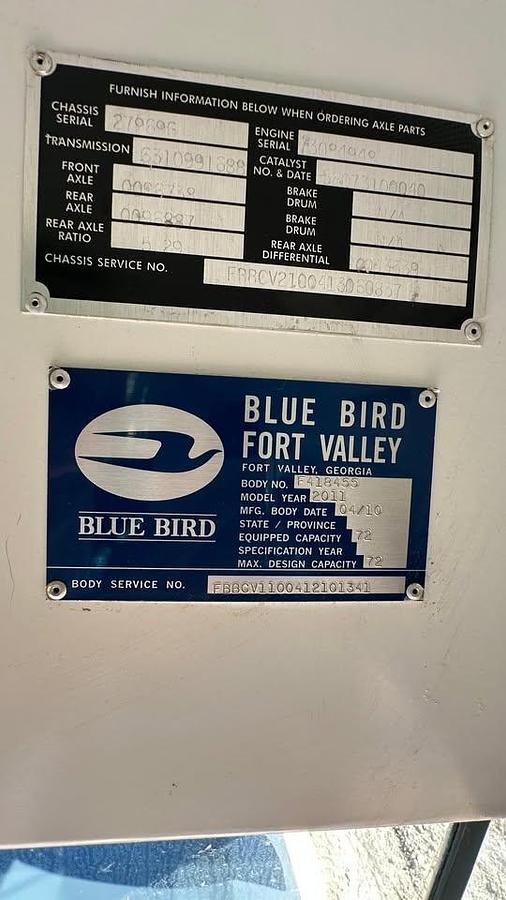 FURNISH INFORMATION BELOW WHEN ORDERING AXLE PARTS
CHASSIS SERIAL 279696
TRANSMISSION 6310991688
FRONT AXLE
REAR AXLE
REAR AXLE RATIO
ENGINE SERIAL
CATALYST NO. & DATE
BRAKE DRUM N/A
BRAKE DRUM N/A
REAR AXLE DIFFERENTIAL
CHASSIS SERVICE NO.
BLUE BIRD
BLUE BIRD
FORT VALLEY
FORT VALLEY, GEORGIA
BODY NO. F418455
MODEL YEAR 2011
MFG. BODY DATE 04/10
STATE / PROVINCE
EQUIPPED CAPACITY 72
SPECIFICATION YEAR
MAX. DESIGN CAPACITY 72
BODY SERVICE NO. FBBCV1100412101341